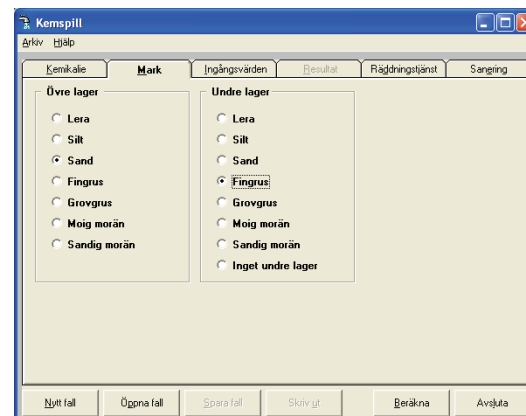 Kemspill
Arkiv Hjälp
Kemikalie Mark Ingångsvärden Resultat Räddningstjänst Sanering
Övre lager
Lera
Silt
Sand
Fingrus
Grovgrus
Moig morän
Sandig morän
Undre lager
Lera
Silt
Sand
Fingrus
Grovgrus
Moig morän
Sandig morän
Inget undre lager
Nytt fall Öppna fall Spara fall Skriv ut Beräkna Avsluta